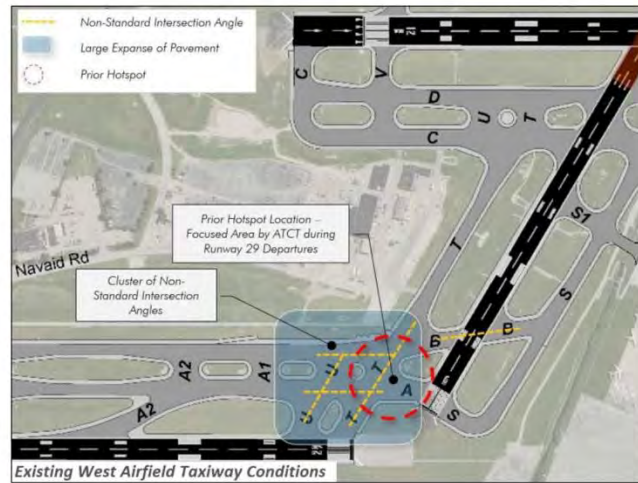 Non-Standard Intersection Angle
Large Expanse of Pavement
Prior Hotspot
C
V
D
U
T
C
S1
Prior Hotspot Location –
Focused Area by ATCT during
Runway 29 Departures
T
S
Navaid Rd
Cluster of Non-
Standard Intersection
Angles
B
B
A2
A1
U
T
A
A2
U
T
S
Existing West Airfield Taxiway Conditions